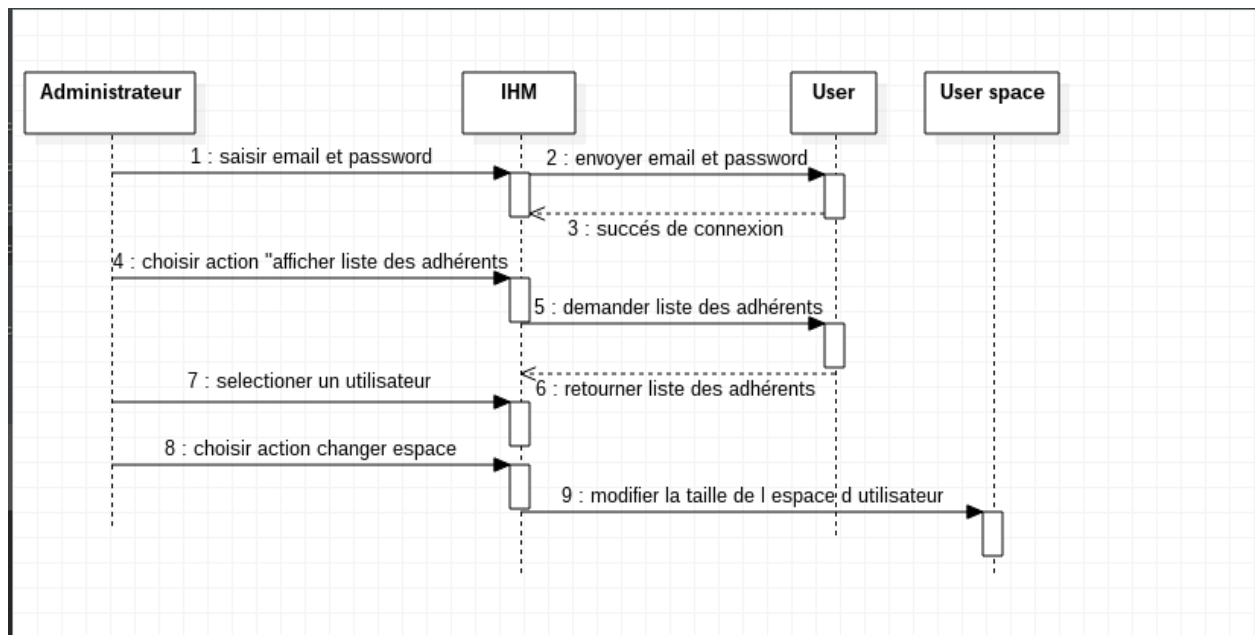 Administrateur
IHM
User
User space
1 : saisir email et password
2 : envoyer email et password
3 : succés de connexion
4 : choisir action "afficher liste des adhérents
5 : demander liste des adhérents
7 : selectioner un utilisateur
6 : retourner liste des adhérents
8 : choisir action changer espace
9 : modifier la taille de l espace d utilisateur